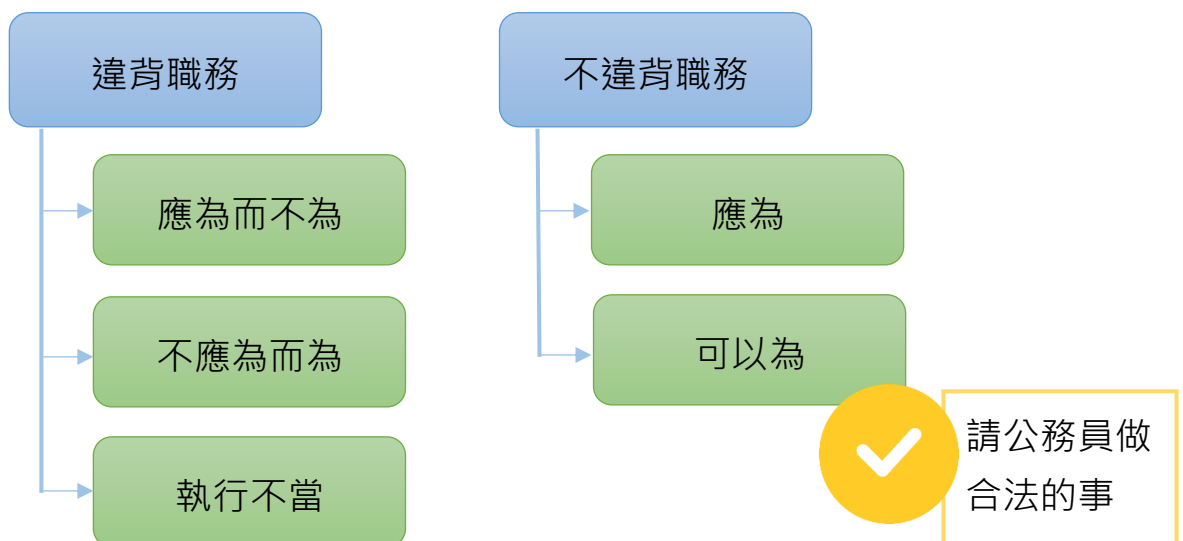 違背職務
應為而不為
不應為而為
執行不當
不違背職務
應為
可以為
請公務員做
合法的事